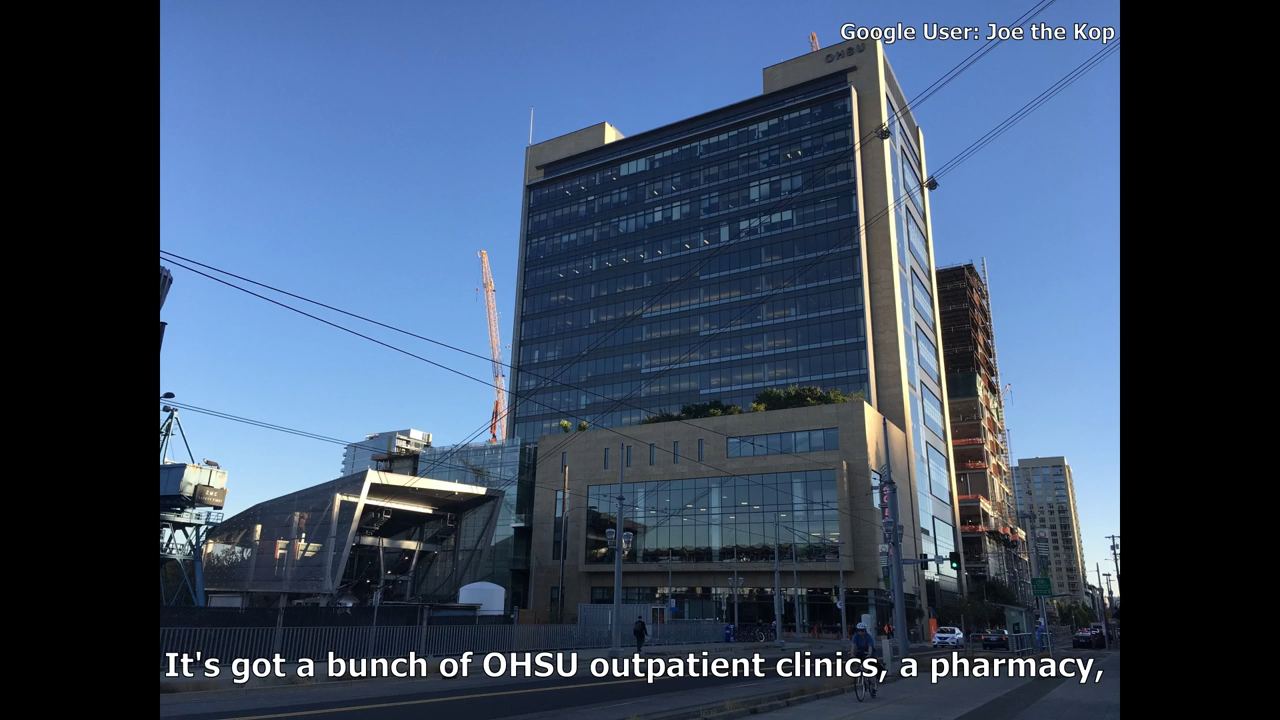 Google User: Joe the Kop
OHSU
It's got a bunch of OHSU outpatient clinics, a pharmacy,